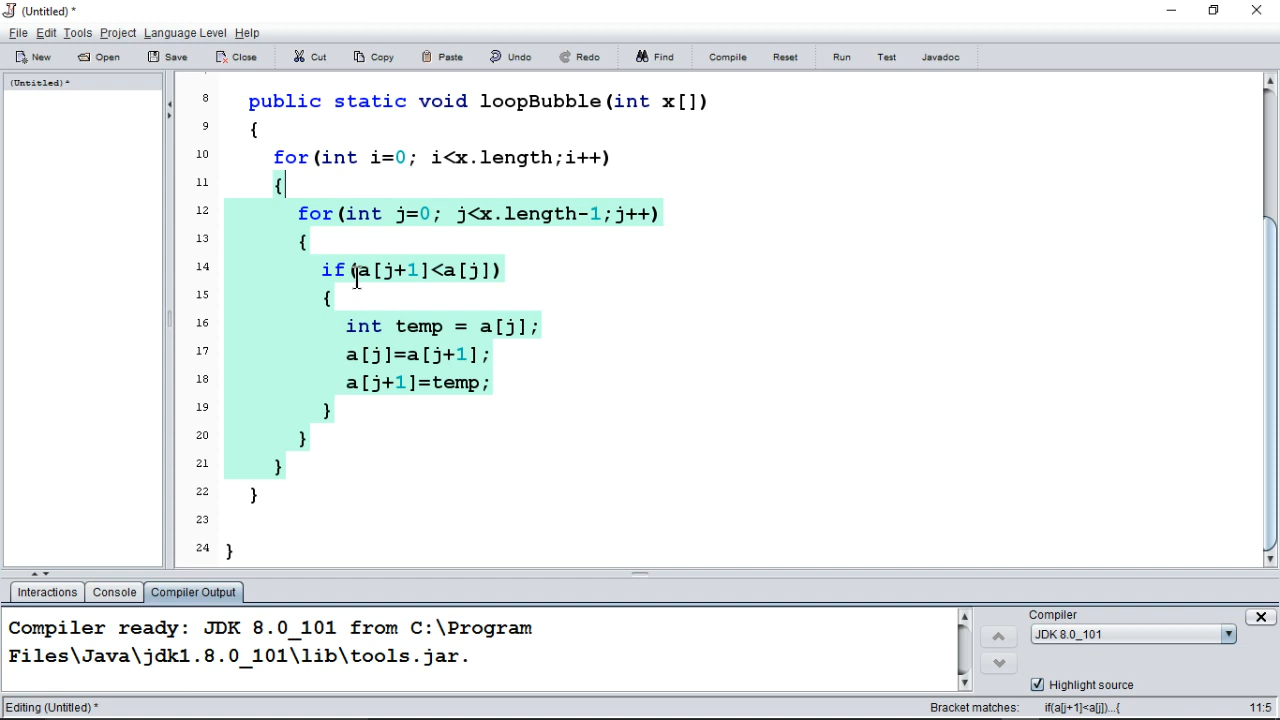 (Untitled) *
File Edit Tools Project Language Level Help
New Open Save Close Cut Copy Paste Undo Redo Find Compile Reset Run Test Javadoc
(Untitled) *
8 public static void loopBubble(int x[])
9 {
10 for(int i=0; i<x.length;i++)
11 {
12 for(int j=0; j<x.length-1;j++)
13 {
14 if(a[j+1]<a[j])
15 {
16 int temp = a[j];
17 a[j]=a[j+1];
18 a[j+1]=temp;
19 }
20 }
21 }
22 }
23
24 }
Interactions Console Compiler Output
Compiler ready: JDK 8.0_101 from C:\Program
Files\Java\jdk1.8.0_101\lib\tools.jar.
Compiler
JDK 8.0_101
Highlight source
Editing (Untitled) * Bracket matches: if(a[j+1]<a[j])...{ 11:5